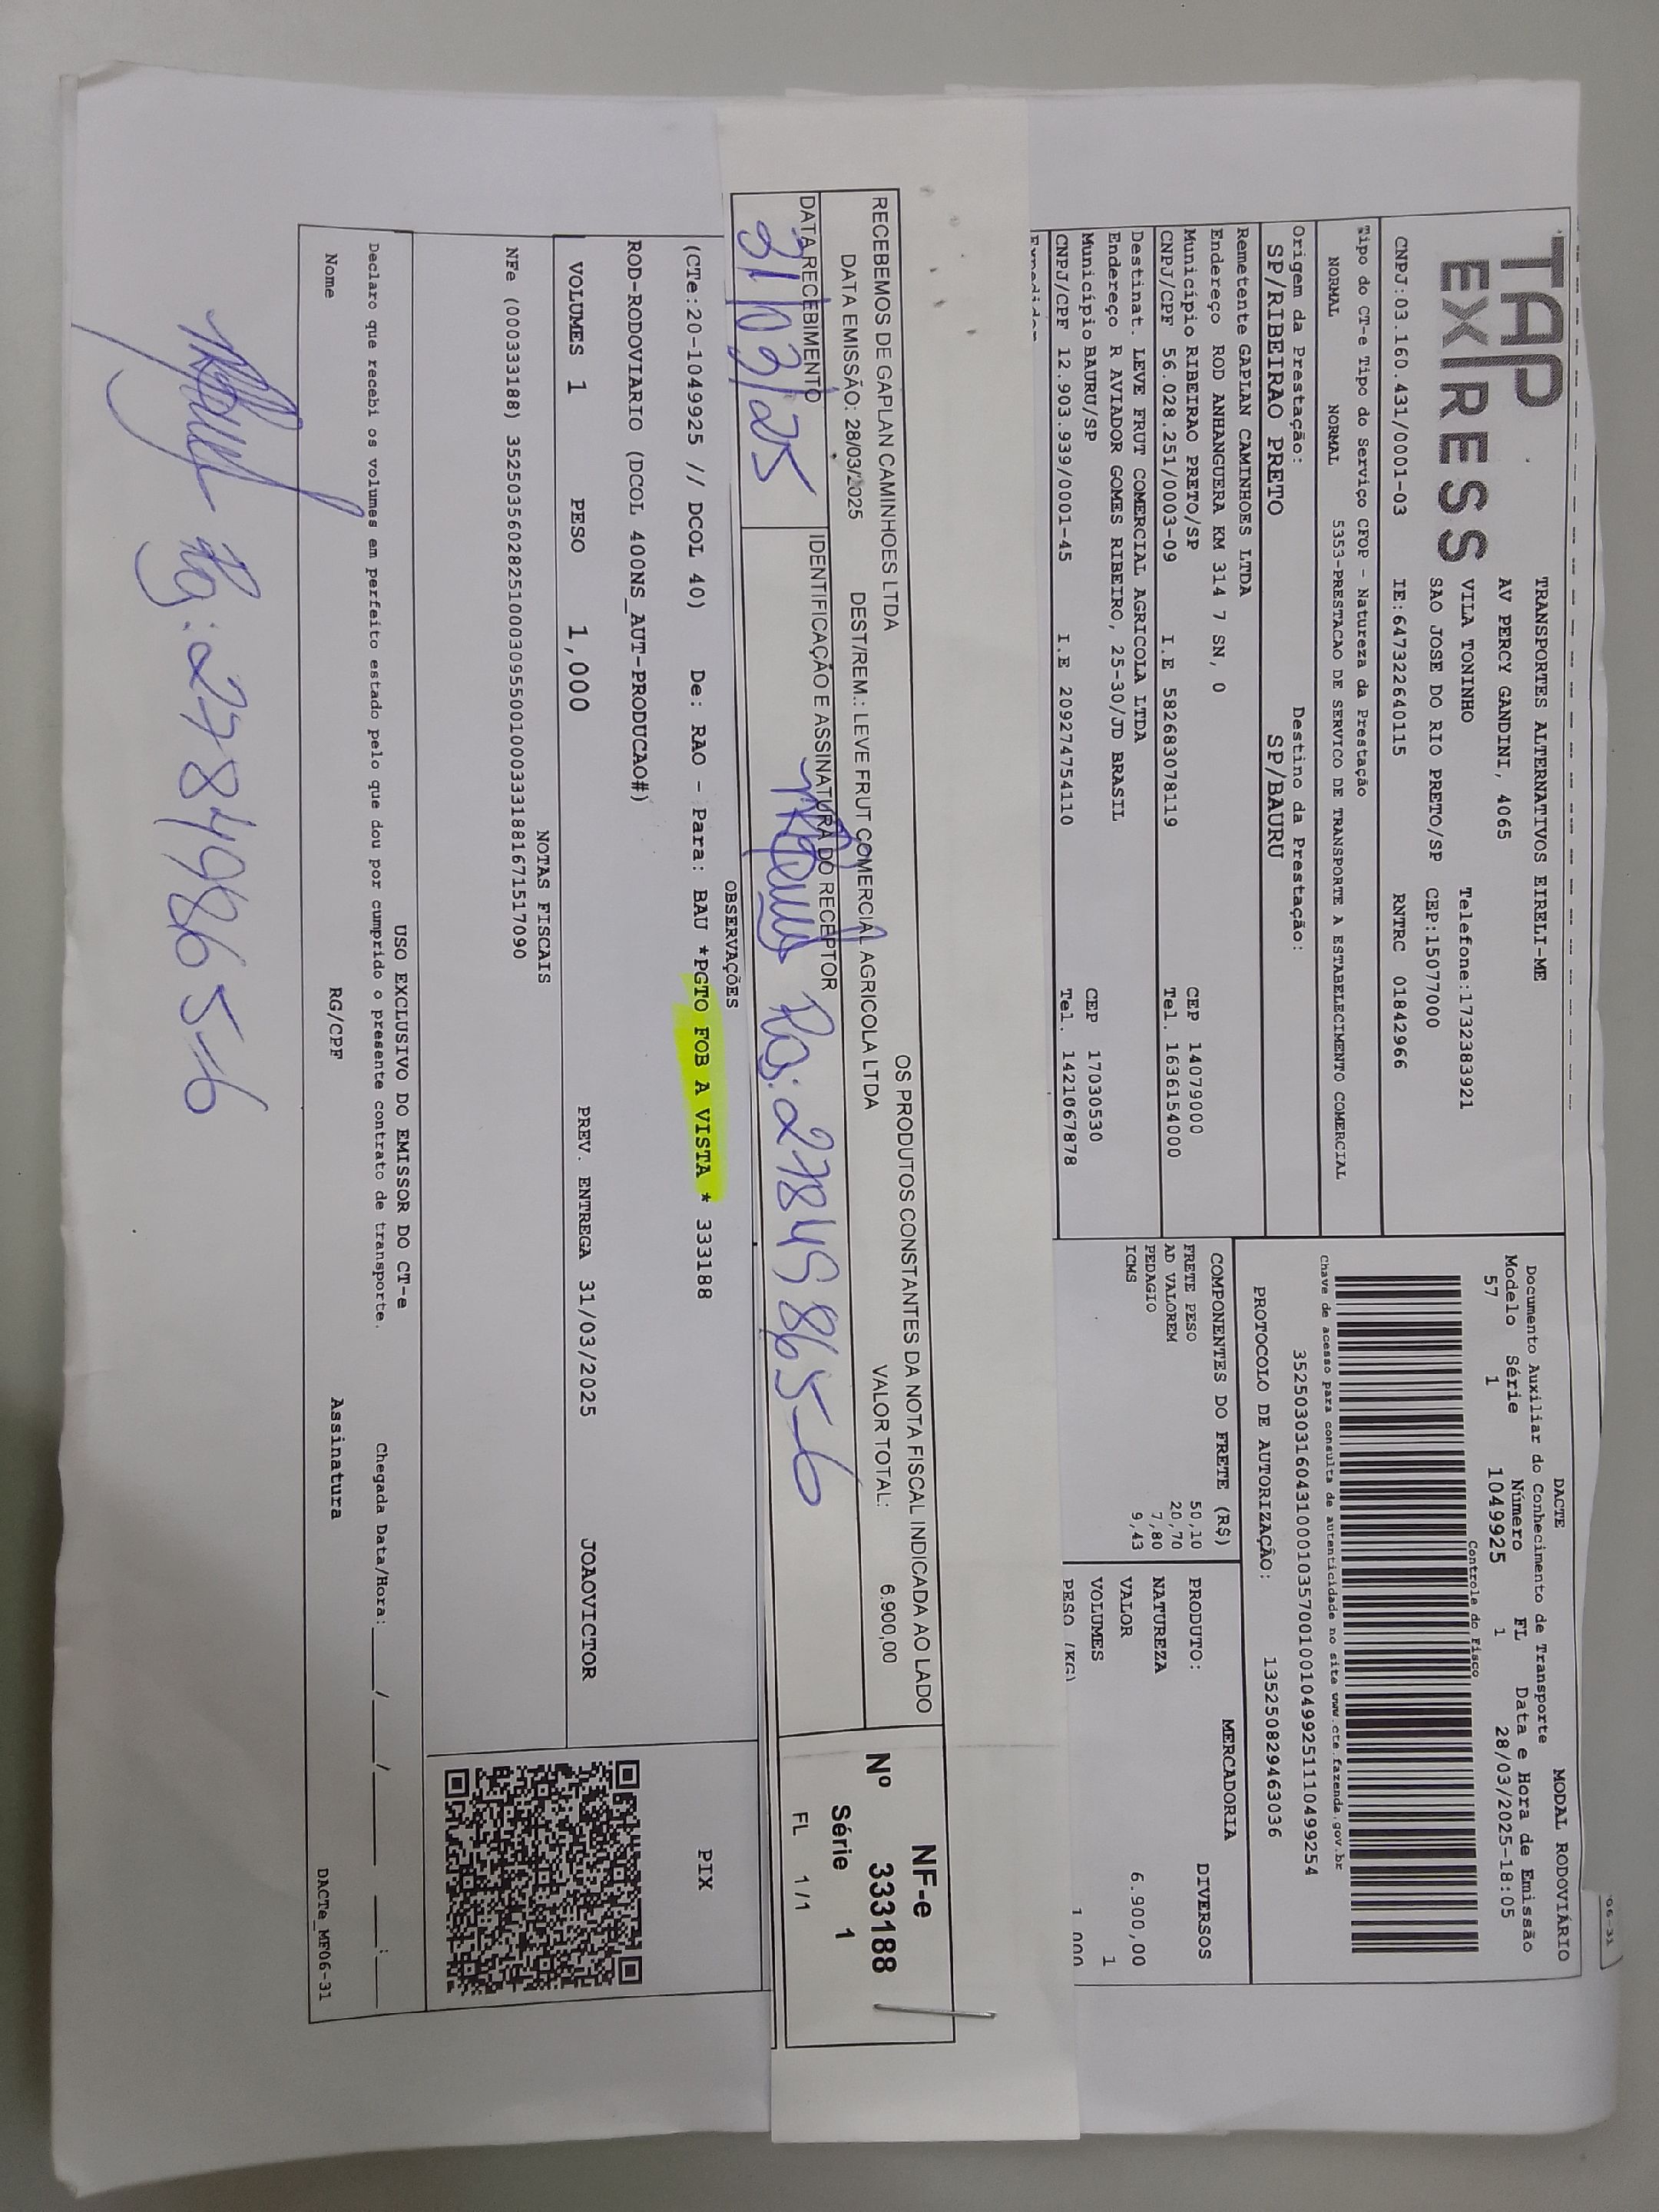 TAP
EXPRESS
TRANSPORTES ALTERNATIVOS EIRELI-ME
AV PERCY GANDINI, 4065
VILA TONINHO Telefone:1732383921
SAO JOSE DO RIO PRETO/SP CEP:15077000
CNPJ:03.160.431/0001-03 IE:647322640115 RNTRC 01842966
Tipo do CT-e Tipo do Serviço CFOP - Natureza da Prestação
NORMAL NORMAL 5353-PRESTACAO DE SERVICO DE TRANSPORTE A ESTABELECIMENTO COMERCIAL
Origem da Prestação: Destino da Prestação:
SP/RIBEIRAO PRETO SP/BAURU
Remetente GAPLAN CAMINHOES LTDA
Endereço ROD ANHANGUERA KM 314 7 SN, 0
Município RIBEIRAO PRETO/SP CEP 14079000
CNPJ/CPF 56.028.251/0003-09 I.E 582683078119 Tel. 1636154000
Destinat. LEVE FRUT COMERCIAL AGRICOLA LTDA
Endereço R AVIADOR GOMES RIBEIRO, 25-30/JD BRASIL
Município BAURU/SP CEP 17030530
CNPJ/CPF 12.903.939/0001-45 I.E 209274754110 Tel. 1421067878
DACTE MODAL RODOVIÁRIO
Documento Auxiliar do Conhecimento de Transporte
Modelo Série Número FL Data e Hora de Emissão
57 1 1049925 1 28/03/2025-18:05
Controle do Fisco
Chave de acesso para consulta de autenticidade no site www.cte.fazenda.gov.br
35250303160431000103570010010499251110499254
PROTOCOLO DE AUTORIZAÇÃO: 135250829463036
COMPONENTES DO FRETE (R$)
FRETE PESO 50,10
AD VALOREM 20,70
PEDAGIO 7,80
ICMS 9,43
MERCADORIA
PRODUTO: DIVERSOS
NATUREZA
VALOR 6.900,00
VOLUMES 1
PESO (KG) 1,000
06-31
RECEBEMOS DE GAPLAN CAMINHOES LTDA OS PRODUTOS CONSTANTES DA NOTA FISCAL INDICADA AO LADO
DATA EMISSÃO: 28/03/2025 DEST/REM.: LEVE FRUT COMERCIAL AGRICOLA LTDA VALOR TOTAL: 6.900,00
DATA RECEBIMENTO IDENTIFICAÇÃO E ASSINATURA DO RECEPTOR
31/03/25 Rg: 27849865-6
NF-e
Nº 333188
Série 1
FL 1 /1
OBSERVAÇÕES
(CTe:20-1049925 // DCOL 40) De: RAO - Para: BAU *PGTO FOB A VISTA * 333188
ROD-RODOVIARIO (DCOL 400NS_AUT-PRODUCAO#)
PIX
VOLUMES 1 PESO 1,000 PREV. ENTREGA 31/03/2025 JOAOVICTOR
NOTAS FISCAIS
NFe (000333188) 35250356028251000309550010003331881671517090
USO EXCLUSIVO DO EMISSOR DO CT-e
Declaro que recebi os volumes em perfeito estado pelo que dou por cumprido o presente contrato de transporte. Chegada Data/Hora:____/____/____ __:__
Nome RG/CPF Assinatura
DACTe_MF06-31
Rg: 27849865-6